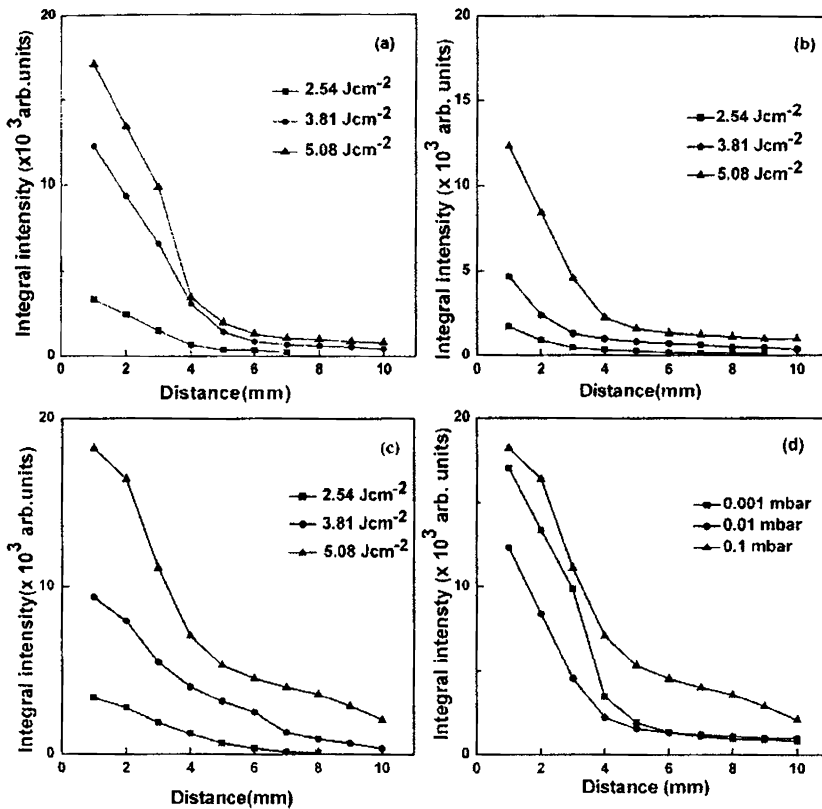 (a)
2.54 Jcm-2
3.81 Jcm-2
5.08 Jcm-2
Integral intensity (x10 3 arb.units)
20
10
0
0 2 4 6 8 10
Distance(mm)
(b)
2.54 Jcm-2
3.81 Jcm-2
5.08 Jcm-2
Integral intensity (x 10 3 arb. units)
20
15
10
5
0
0 2 4 6 8 10
Distance(mm)
(c)
2.54 Jcm-2
3.81 Jcm-2
5.08 Jcm-2
Integral intensity(x 10 3 arb.units)
20
10
0
0 2 4 6 8 10
Distance(mm)
(d)
0.001 mbar
0.01 mbar
0.1 mbar
Integral intensty (x 10 3 arb. units)
20
10
0
0 2 4 6 8 10
Distance (mm)